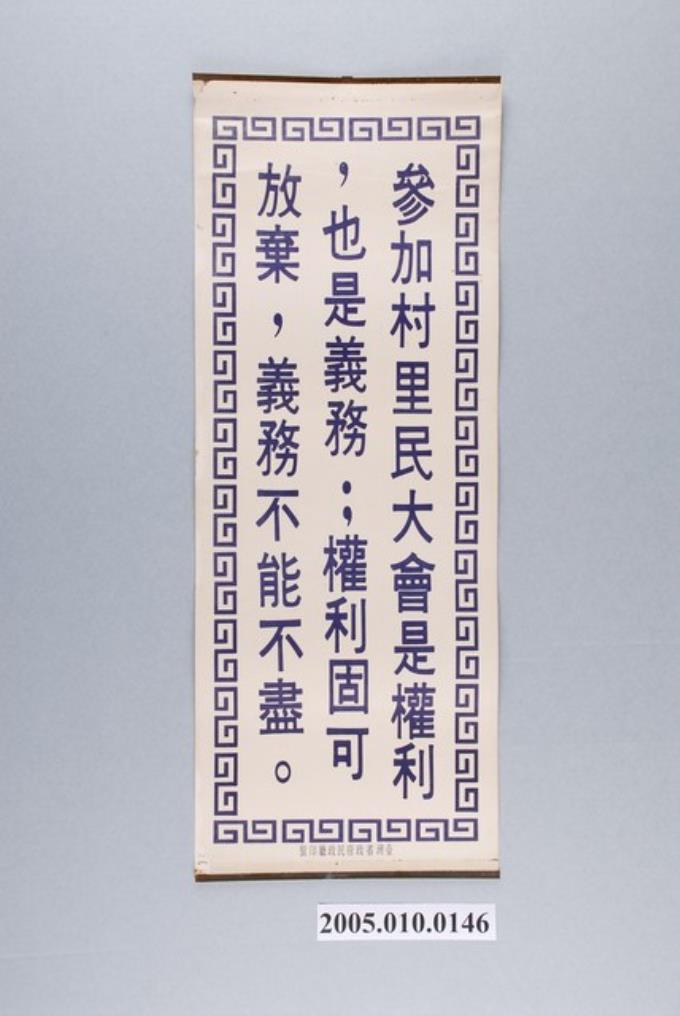 參加村里民大會是權利
，也是義務；權利固可
放棄，義務不能不盡。
臺灣省政府民政廳印製
2005.010.0146